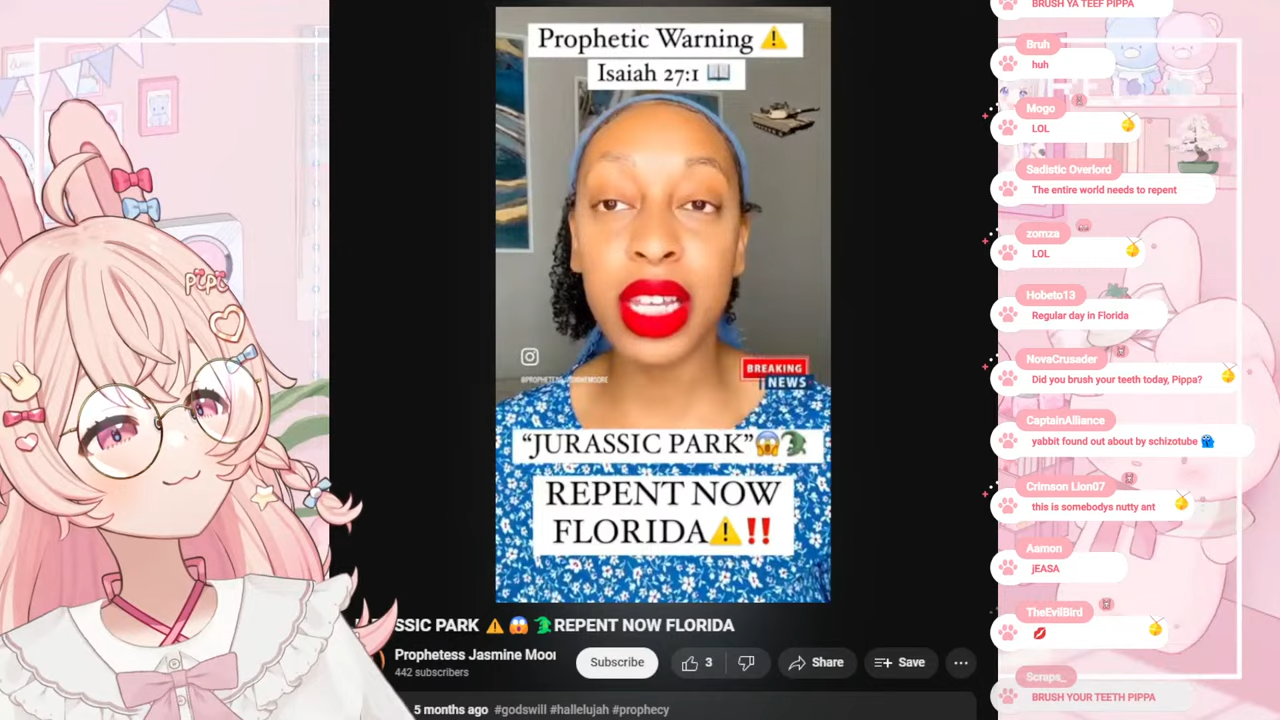 Prophetic Warning ⚠️
Isaiah 27:1 📖
BREAKING
NEWS
"JURASSIC PARK"😱🐊
REPENT NOW
FLORIDA⚠️‼️
SSIC PARK ⚠️ 😱 🐊REPENT NOW FLORIDA
Prophetess Jasmine Moor
442 subscribers
Subscribe
3
Share
Save
5 months ago #godswill #hallelujah #prophecy
pipi
BRUSH YA TEEF PIPPA
Bruh
huh
Mogo
LOL
Sadistic Overlord
The entire world needs to repent
zomza
LOL
Hobeto13
Regular day in Florida
NovaCrusader
Did you brush your teeth today, Pippa?
CaptainAlliance
yabbit found out about by schizotube
Crimson Lion07
this is somebodys nutty ant
Aamon
jEASA
TheEvilBird
💋
Scraps_
BRUSH YOUR TEETH PIPPA